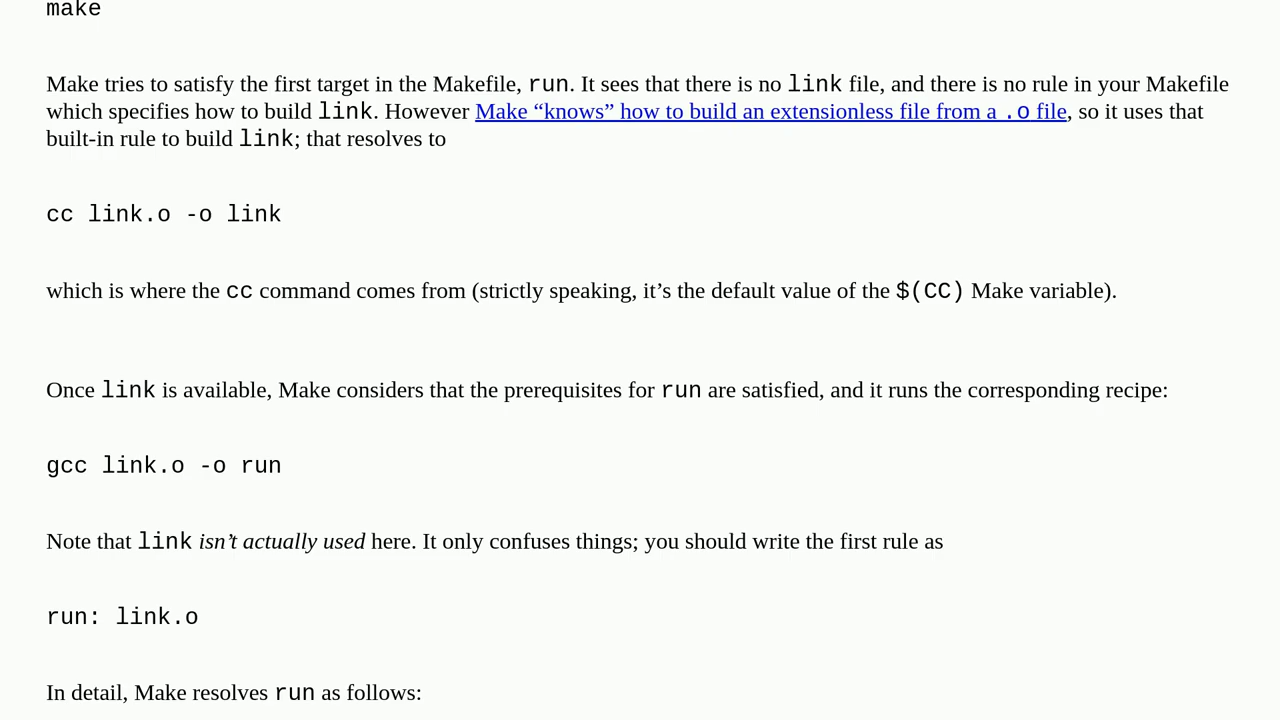 make
Make tries to satisfy the first target in the Makefile, run. It sees that there is no link file, and there is no rule in your Makefile
which specifies how to build link. However Make “knows” how to build an extensionless file from a .o file, so it uses that
built-in rule to build link; that resolves to
cc link.o -o link
which is where the cc command comes from (strictly speaking, it’s the default value of the $(CC) Make variable).
Once link is available, Make considers that the prerequisites for run are satisfied, and it runs the corresponding recipe:
gcc link.o -o run
Note that link isn’t actually used here. It only confuses things; you should write the first rule as
run: link.o
In detail, Make resolves run as follows: